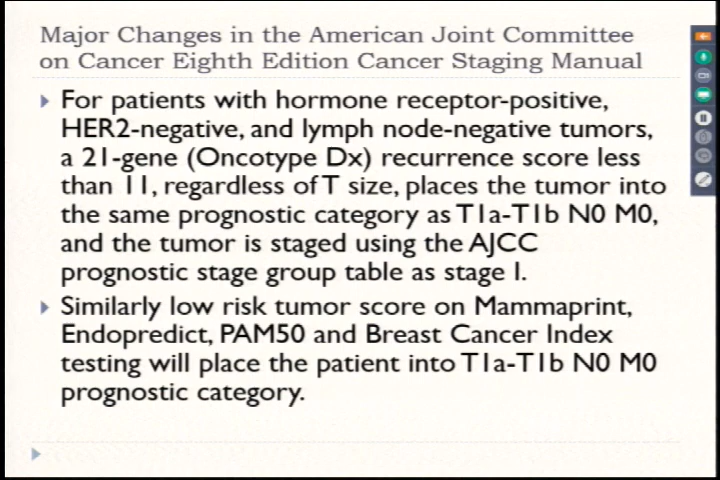 Major Changes in the American Joint Committee
on Cancer Eighth Edition Cancer Staging Manual
For patients with hormone receptor-positive,
HER2-negative, and lymph node-negative tumors,
a 21-gene (Oncotype Dx) recurrence score less
than 11, regardless of T size, places the tumor into
the same prognostic category as T1a-T1b N0 M0,
and the tumor is staged using the AJCC
prognostic stage group table as stage I.
Similarly low risk tumor score on Mammaprint,
Endopredict, PAM50 and Breast Cancer Index
testing will place the patient into T1a-T1b N0 M0
prognostic category.